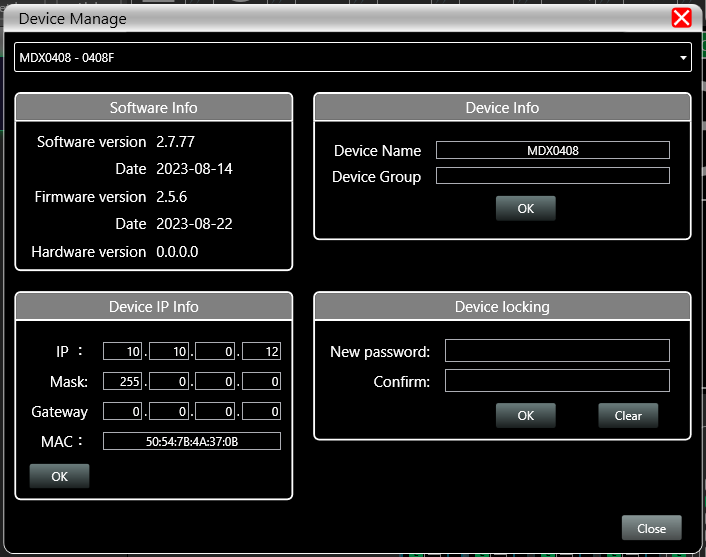 Device Manage
MDX0408 - 0408F
Software Info
Software version 2.7.77
Date 2023-08-14
Firmware version 2.5.6
Date 2023-08-22
Hardware version 0.0.0.0
Device Info
Device Name MDX0408
Device Group
OK
Device IP Info
IP : 10 . 10 . 0 . 12
Mask: 255 . 0 . 0 . 0
Gateway 0 . 0 . 0 . 0
MAC : 50:54:7B:4A:37:0B
OK
Device locking
New password:
Confirm:
OK Clear
Close